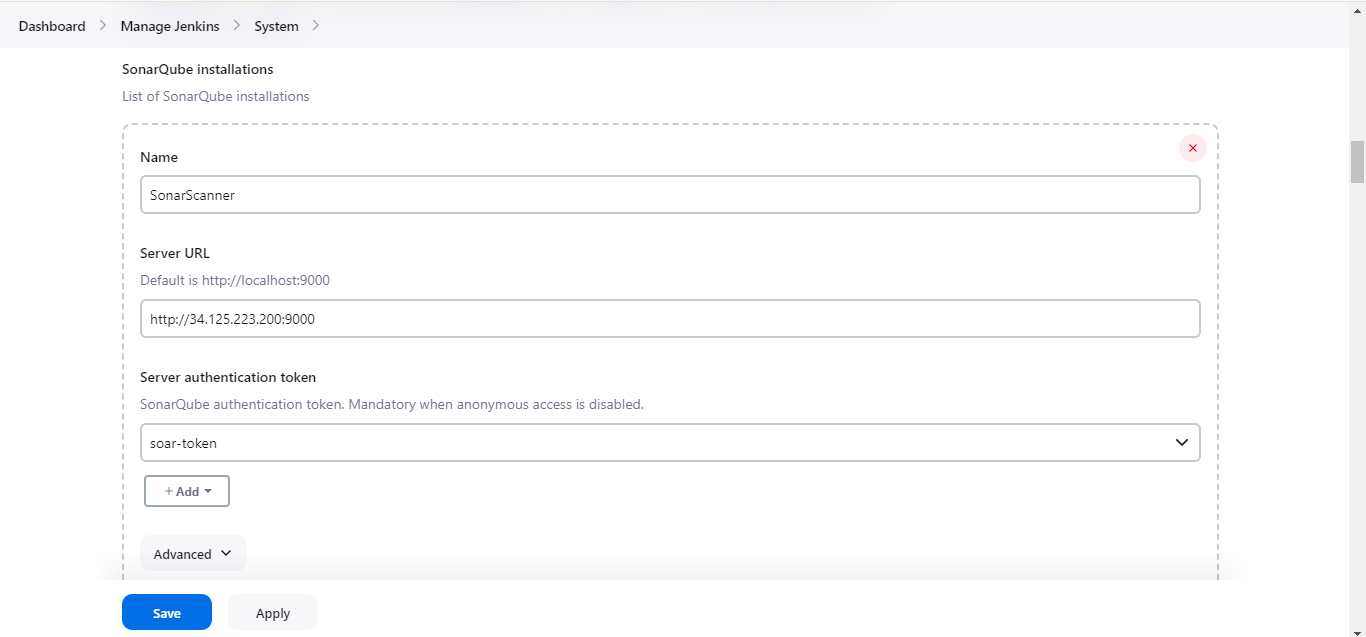 Dashboard > Manage Jenkins > System >
SonarQube installations
List of SonarQube installations
Name
SonarScanner
Server URL
Default is http://localhost:9000
http://34.125.223.200:9000
Server authentication token
SonarQube authentication token. Mandatory when anonymous access is disabled.
soar-token
+ Add
Advanced
Save Apply